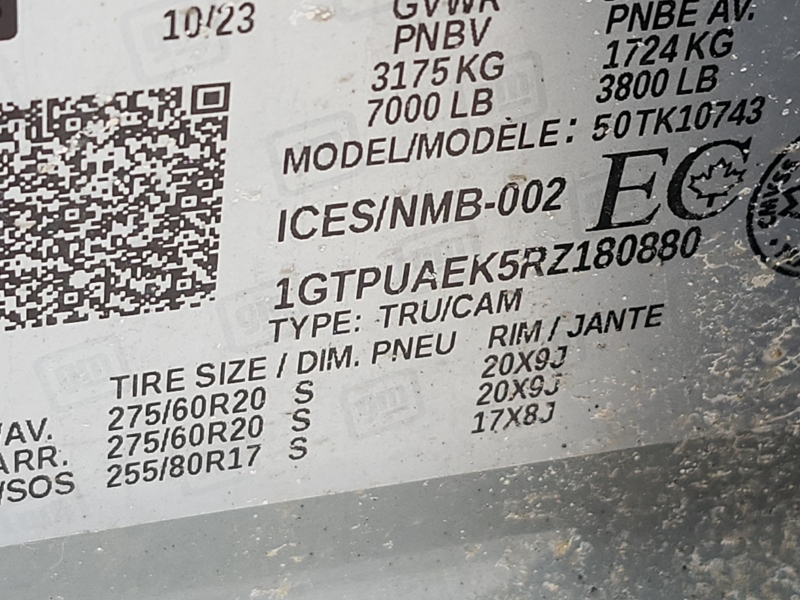 10/23
GVWR
PNBV
3175 KG
7000 LB
PNBE AV.
1724 KG
3800 LB
MODEL/MODÈLE: 50TK10743
ICES/NMB-002 EC
1GTPUAEK5RZ180880
TYPE: TRU/CAM
TIRE SIZE / DIM. PNEU RIM / JANTE
/AV. 275/60R20 S 20X9J
ARR. 275/60R20 S 20X9J
/SOS 255/80R17 S 17X8J